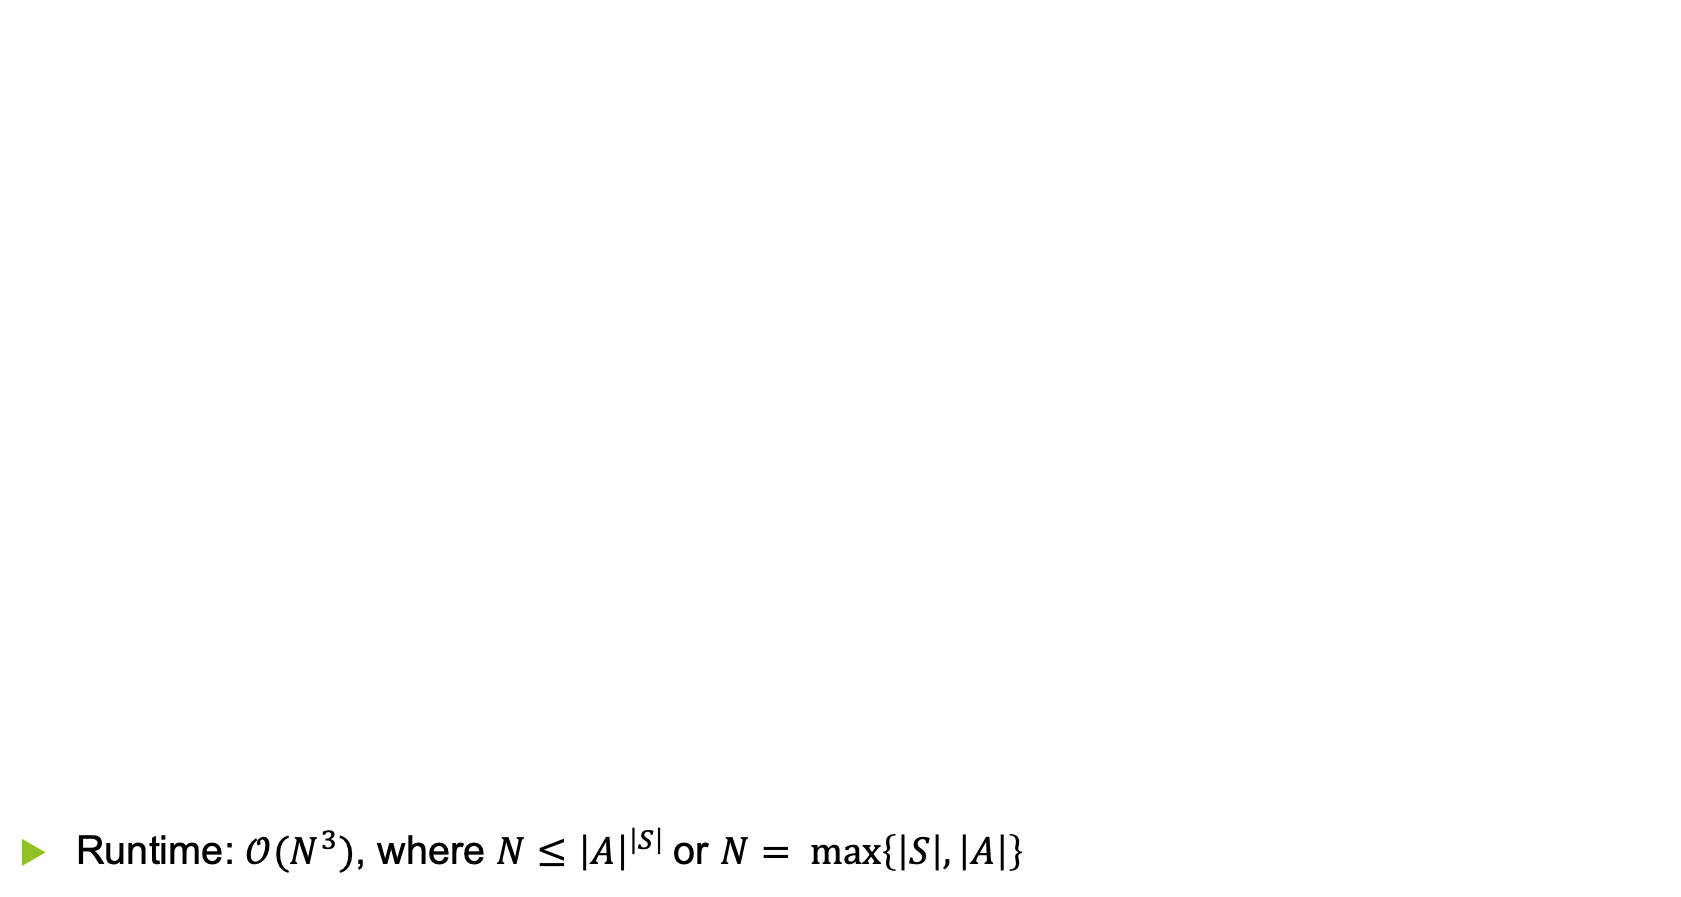 Runtime: 𝒪(N³), where N ≤ |A|^|S| or N = max{|S|, |A|}